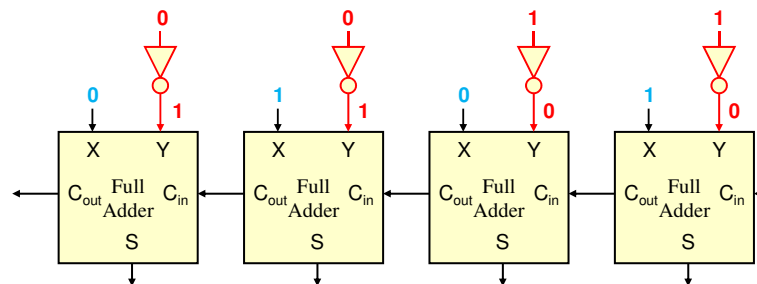 0 0 1 1
0 1 0 1
1 1 0 0
X Y X Y X Y X Y
Cout Full Cin Cout Full Cin Cout Full Cin Cout Full Cin
Adder Adder Adder Adder
S S S S